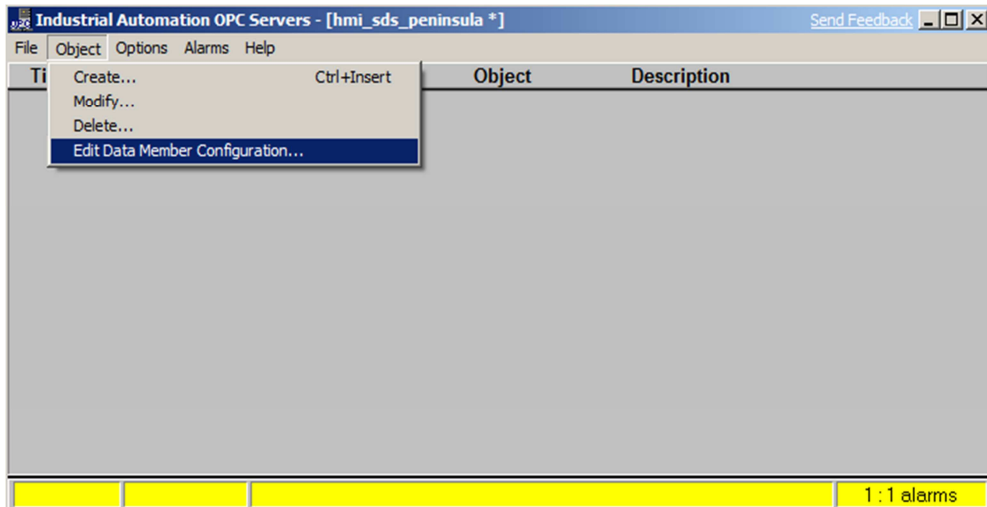 Industrial Automation OPC Servers - [hmi_sds_peninsula *] Send Feedback
File Object Options Alarms Help
Ti Object Description
Create... Ctrl+Insert
Modify...
Delete...
Edit Data Member Configuration...
1 : 1 alarms